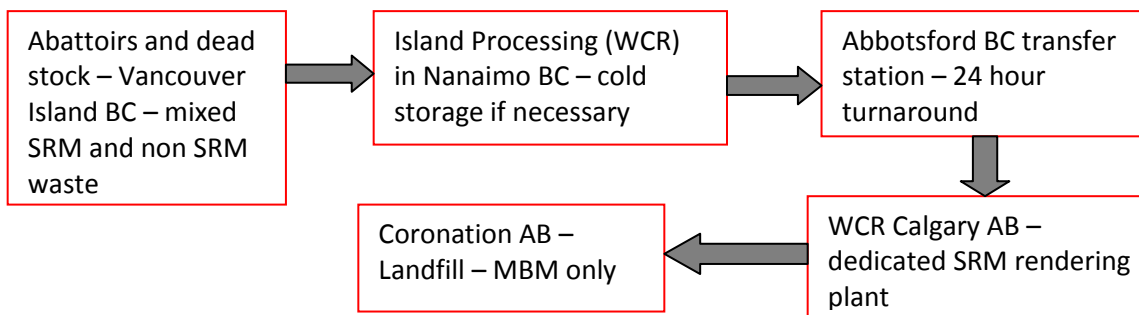 Abattoirs and dead
stock – Vancouver
Island BC – mixed
SRM and non SRM
waste
Island Processing (WCR)
in Nanaimo BC – cold
storage if necessary
Abbotsford BC transfer
station – 24 hour
turnaround
WCR Calgary AB –
dedicated SRM rendering
plant
Coronation AB –
Landfill – MBM only